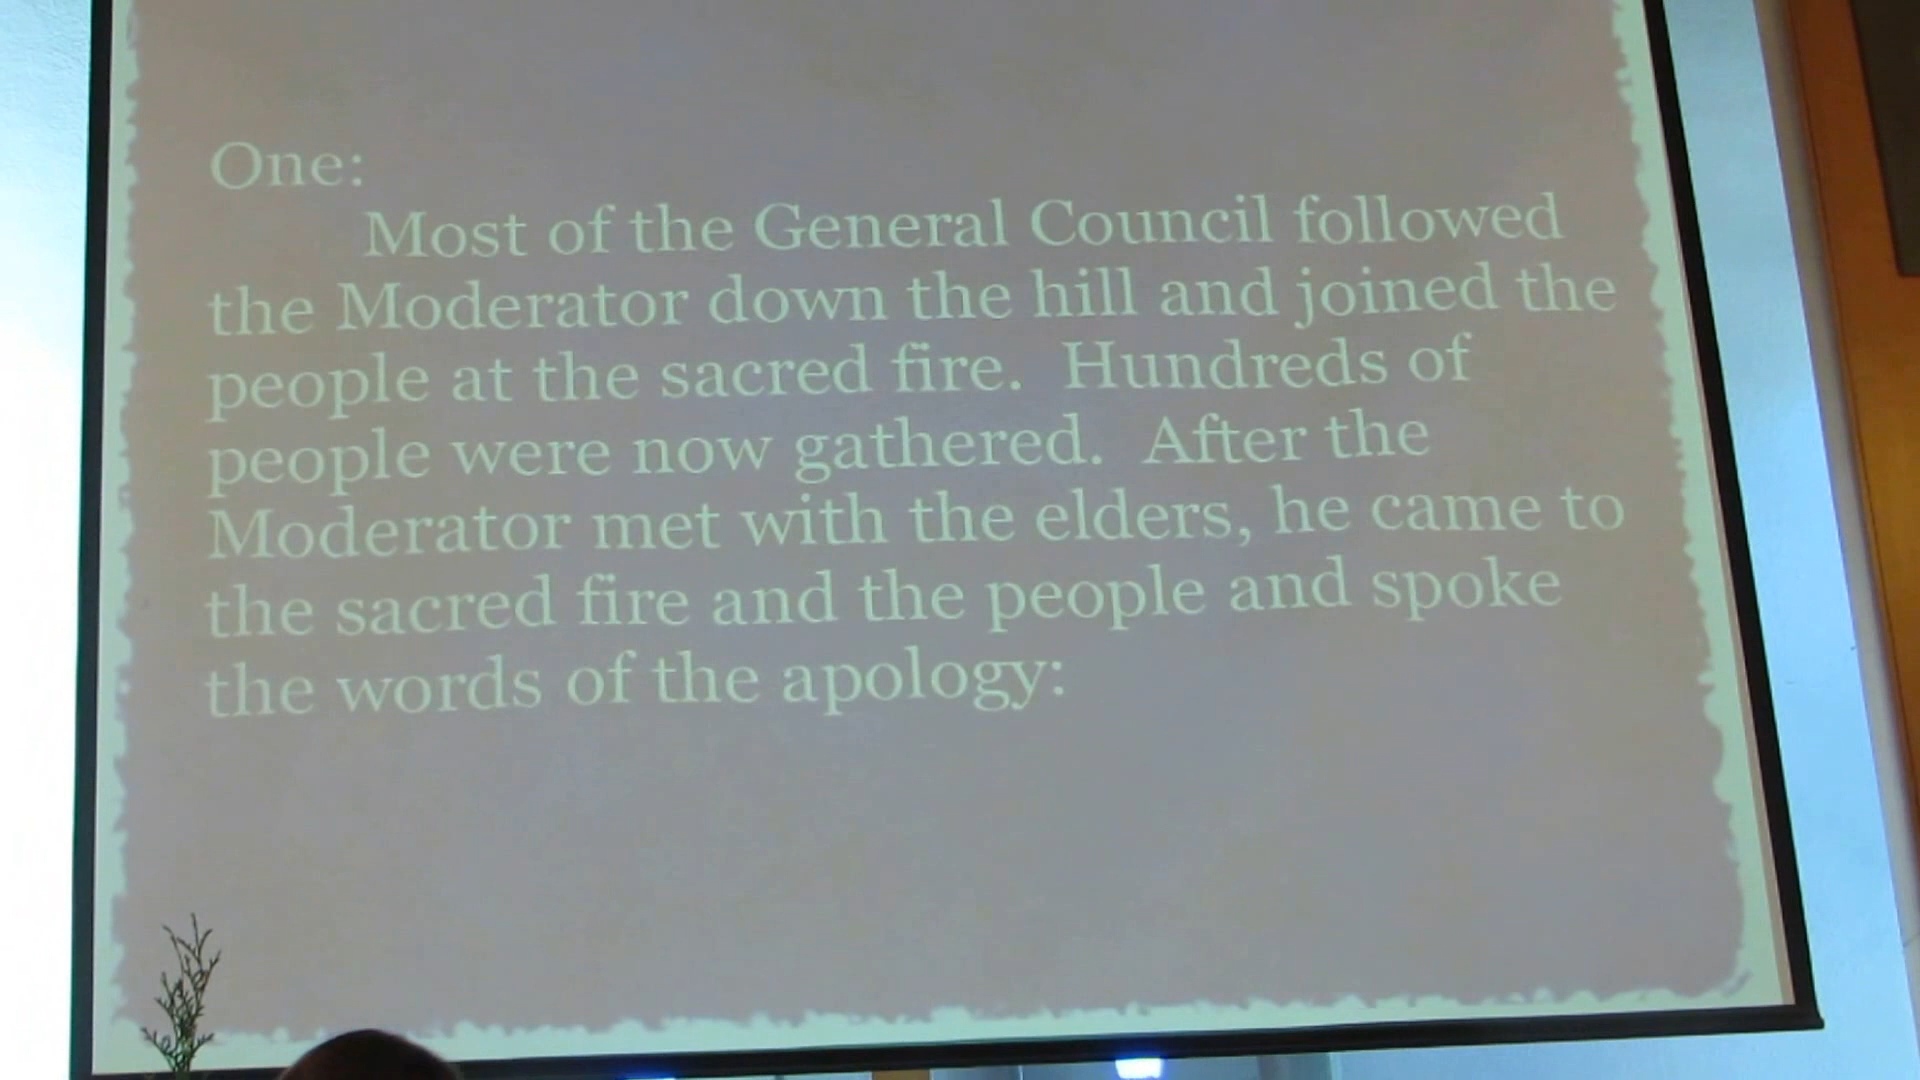 One:
Most of the General Council followed
the Moderator down the hill and joined the
people at the sacred fire.  Hundreds of
people were now gathered.  After the
Moderator met with the elders, he came to
the sacred fire and the people and spoke
the words of the apology: